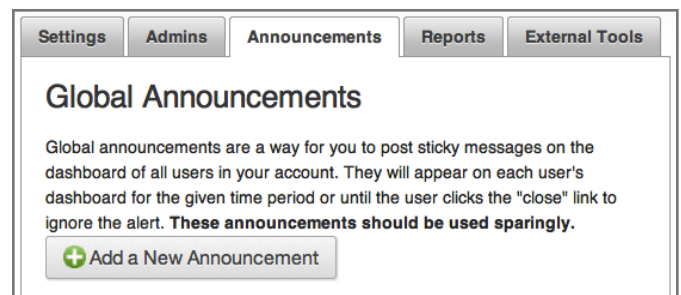 Settings Admins Announcements Reports External Tools
Global Announcements
Global announcements are a way for you to post sticky messages on the
dashboard of all users in your account. They will appear on each user's
dashboard for the given time period or until the user clicks the "close" link to
ignore the alert. These announcements should be used sparingly.
Add a New Announcement